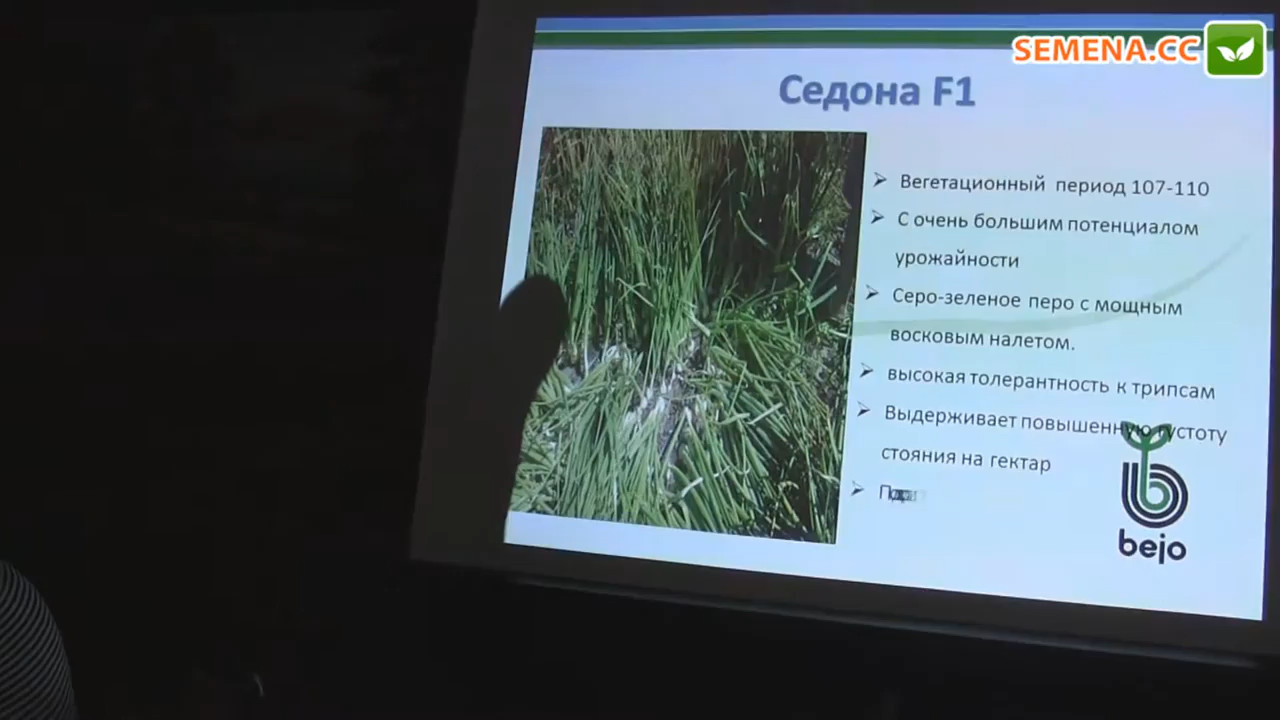 SEMENA.CC
Седона F1
Вегетационный период 107-110
С очень большим потенциалом
урожайности
Серо-зеленое перо с мощным
восковым налетом.
высокая толерантность к трипсам
Выдерживает повышенную густоту
стояния на гектар
bejo